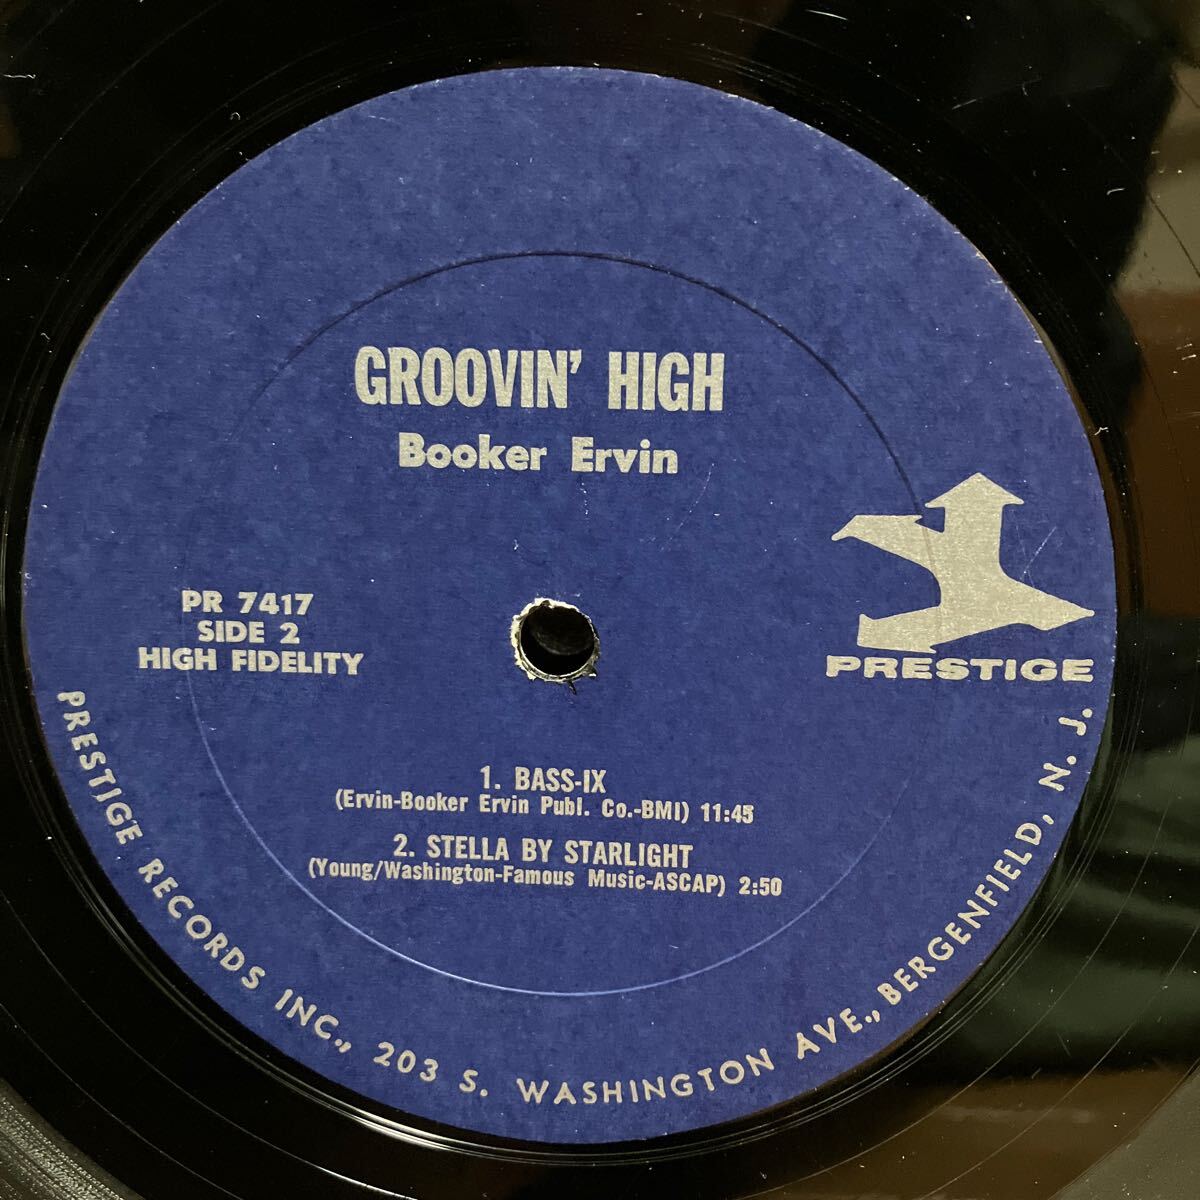 GROOVIN' HIGH
Booker Ervin
PR 7417
SIDE 2
HIGH FIDELITY
PRESTIGE
1. BASS-IX
(Ervin-Booker Ervin Publ. Co.-BMI) 11:45
2. STELLA BY STARLIGHT
(Young/Washington-Famous Music-ASCAP) 2:50
PRESTIGE RECORDS INC., 203 S. WASHINGTON AVE., BERGENFIELD, N. J.